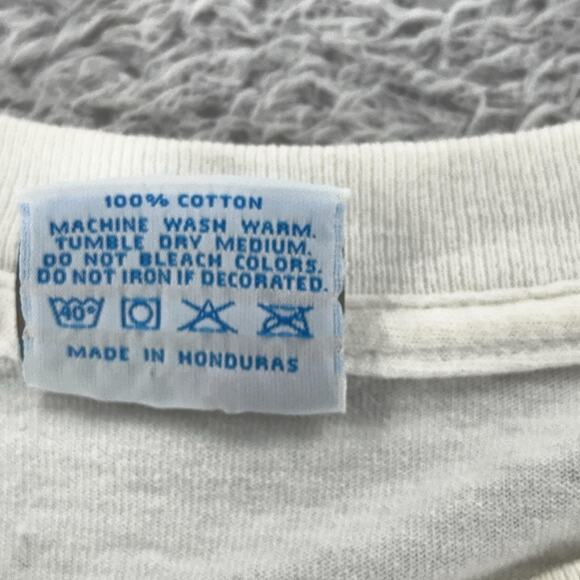 100% COTTON
MACHINE WASH WARM.
TUMBLE DRY MEDIUM.
DO NOT BLEACH COLORS.
DO NOT IRON IF DECORATED.
40°
MADE IN HONDURAS